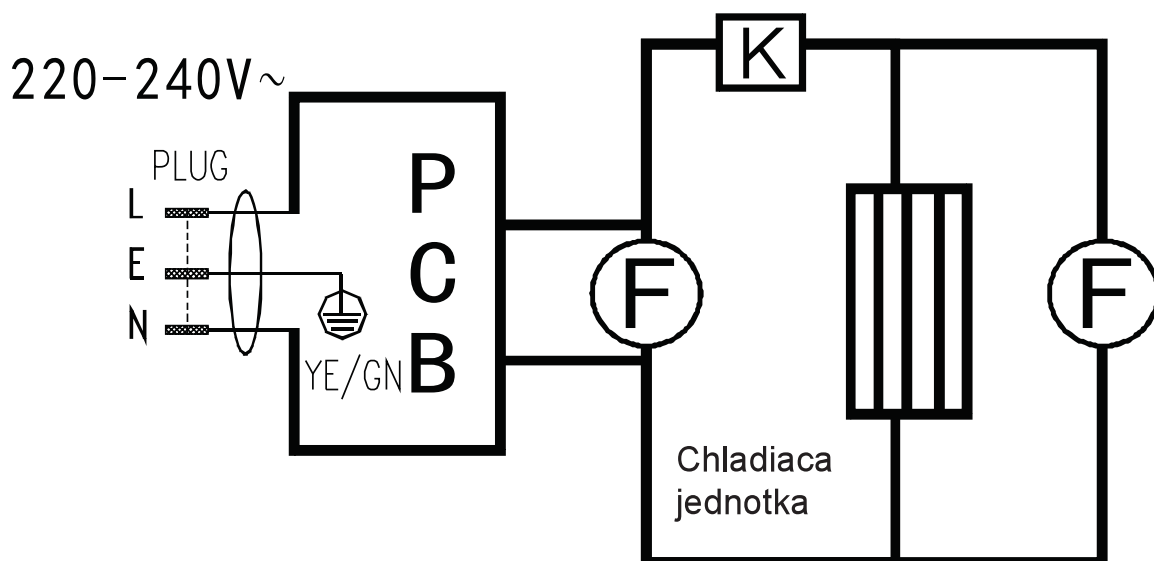 220-240V~
PLUG
L
E
N
YE/GN
P
C
B
K
F
F
Chladiaca
jednotka